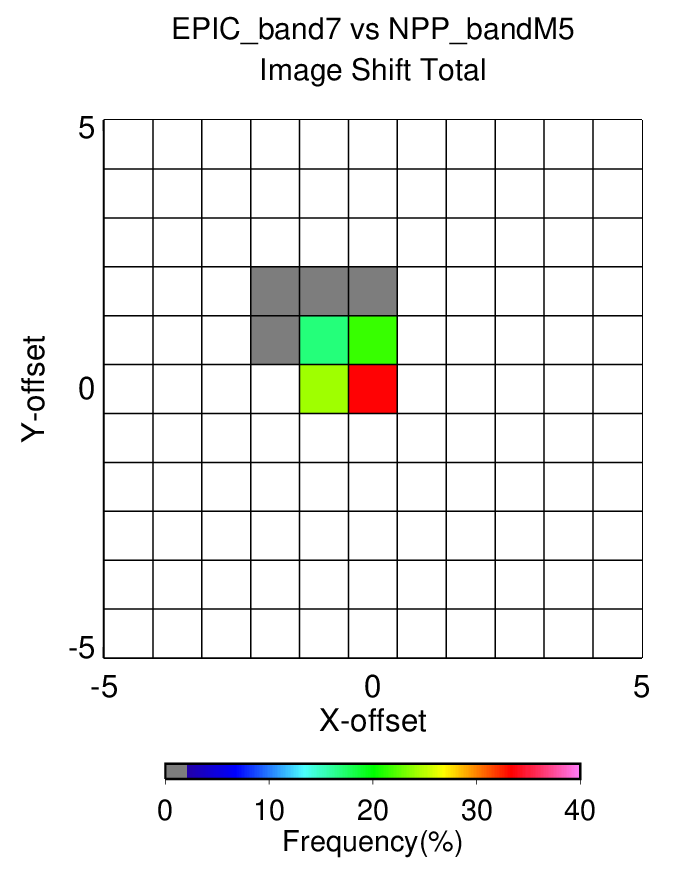 EPIC_band7 vs NPP_bandM5
Image Shift Total
5
Y-offset
0
-5
-5 0 5
X-offset
0 10 20 30 40
Frequency(%)